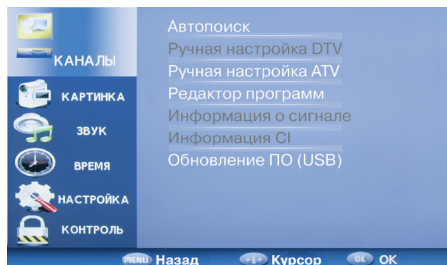 КАНАЛЫ
КАРТИНКА
ЗВУК
ВРЕМЯ
НАСТРОЙКА
КОНТРОЛЬ
Автопоиск
Ручная настройка DTV
Ручная настройка ATV
Редактор программ
Информация о сигнале
Информация CI
Обновление ПО (USB)
MENU Назад Курсор OK OK